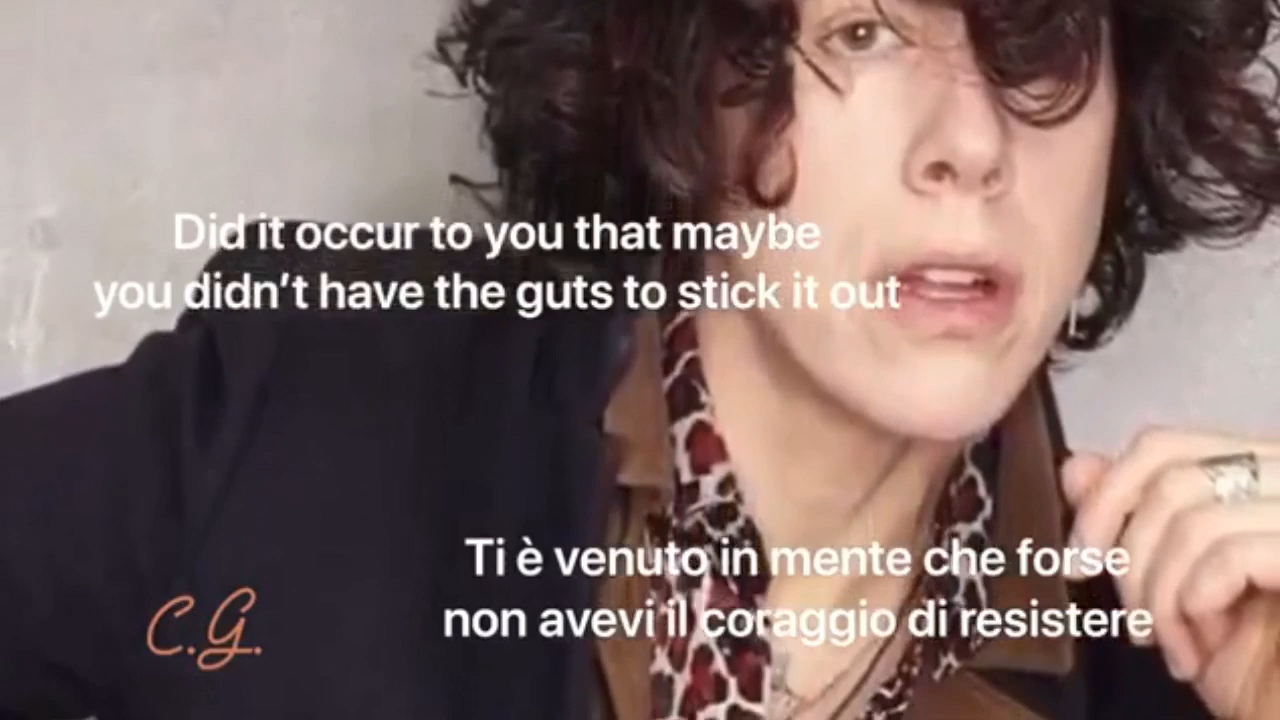 Did it occur to you that maybe
you didn't have the guts to stick it out
Ti è venuto in mente che forse
non avevi il coraggio di resistere
C.G.